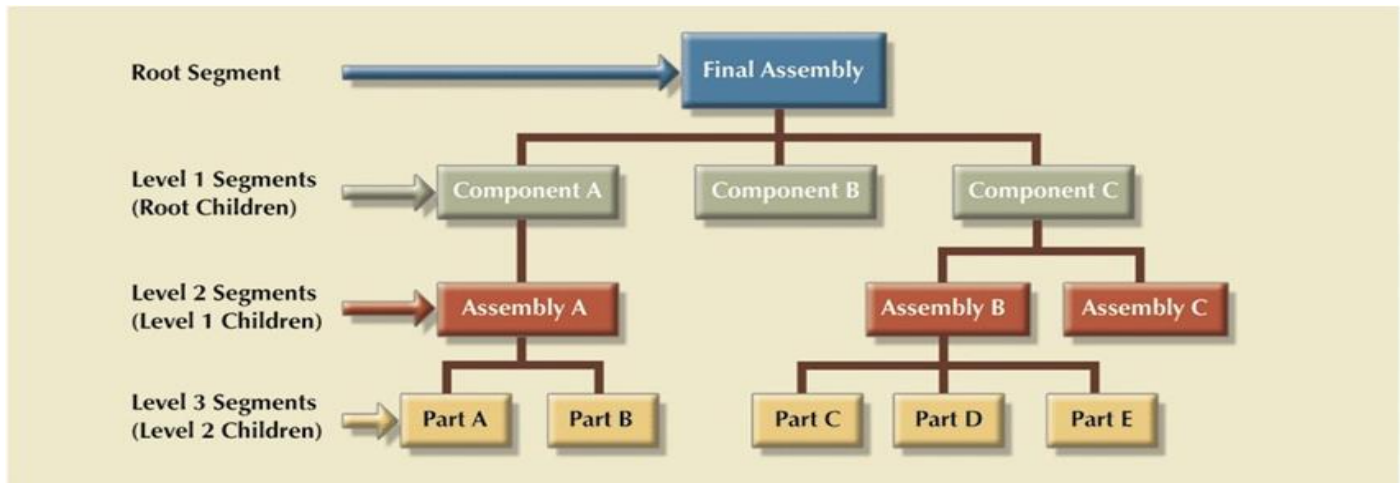 Root Segment
Final Assembly
Level 1 Segments
(Root Children)
Component A
Component B
Component C
Level 2 Segments
(Level 1 Children)
Assembly A
Assembly B
Assembly C
Level 3 Segments
(Level 2 Children)
Part A
Part B
Part C
Part D
Part E